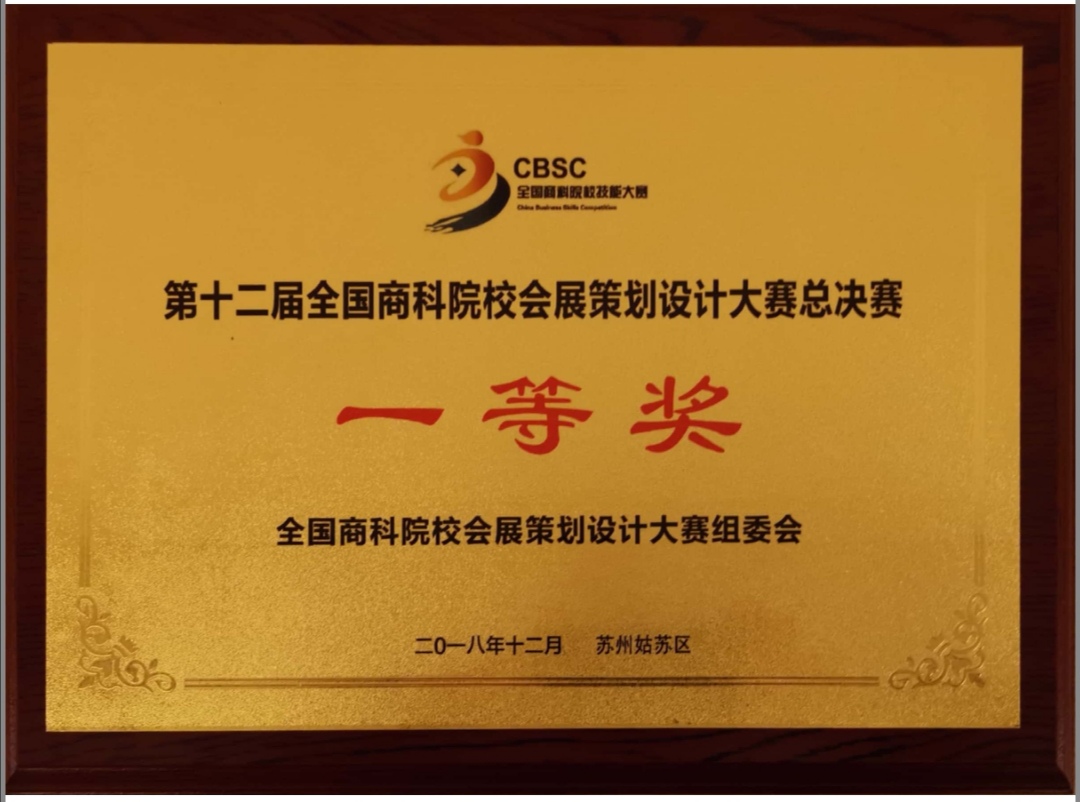 CBSC
全国商科院校技能大赛
China Business Skills Competition
第十二届全国商科院校会展策划设计大赛总决赛
一等奖
全国商科院校会展策划设计大赛组委会
二0一八年十二月 苏州姑苏区